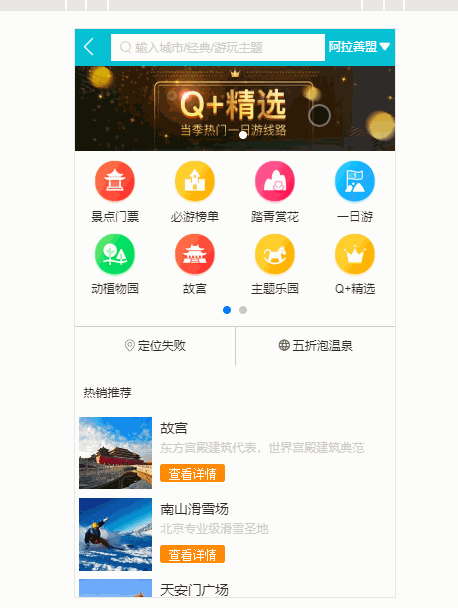 输入城市/经典/游玩主题
阿拉善盟
Q+精选
当季热门一日游线路
景点门票
必游榜单
踏青赏花
一日游
动植物园
故宫
主题乐园
Q+精选
定位失败
五折泡温泉
热销推荐
故宫
东方宫殿建筑代表，世界宫殿建筑典范
查看详情
南山滑雪场
北京专业级滑雪圣地
查看详情
天安门广场